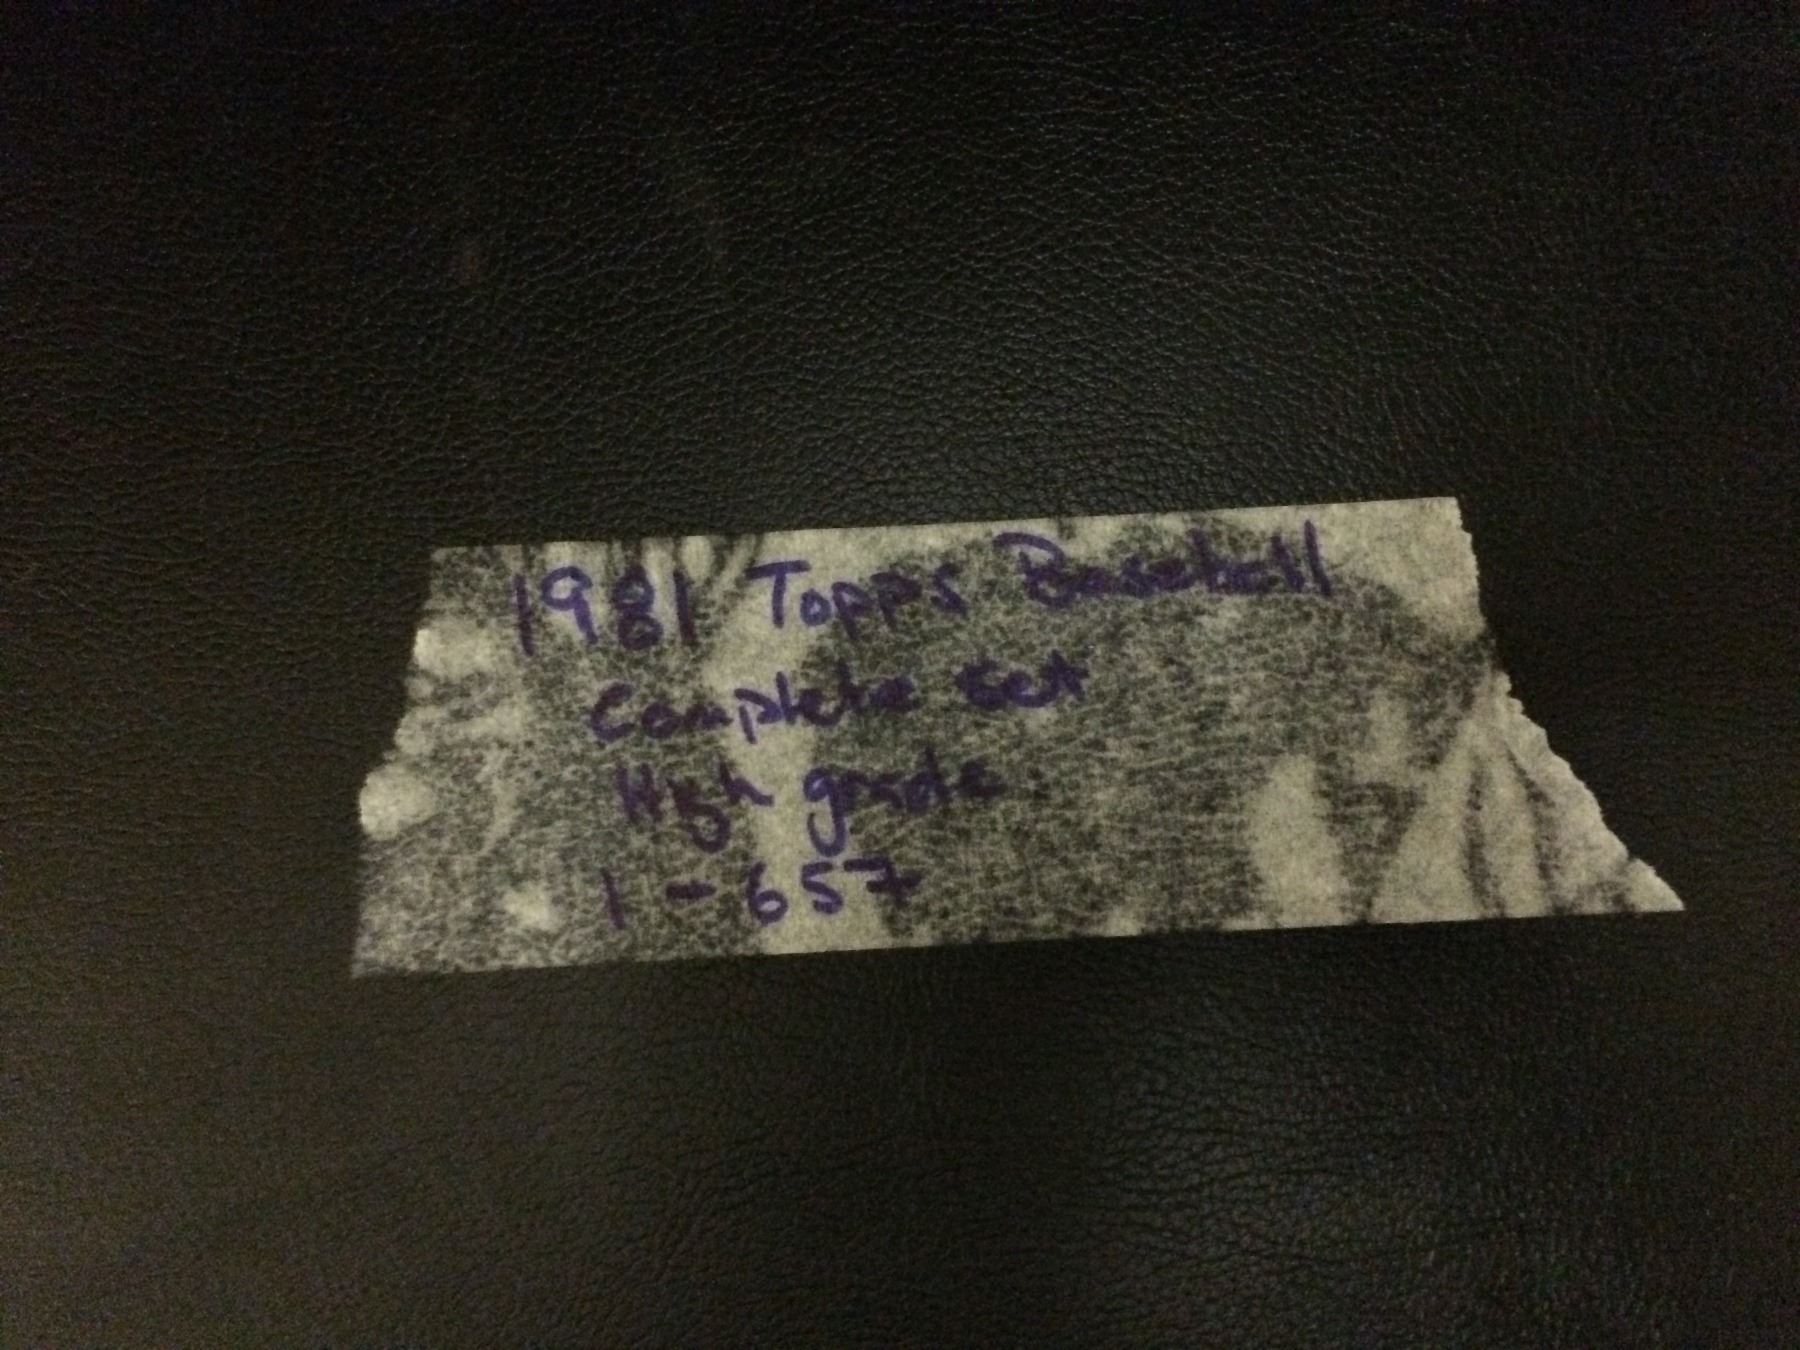 1981 Topps Baseball
Complete set
High grade
1 - 657